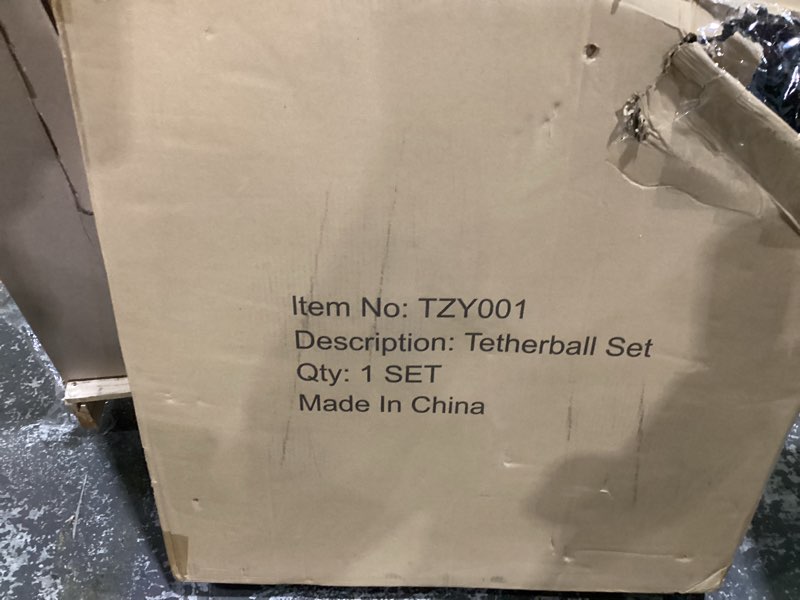 Item No: TZY001
Description: Tetherball Set
Qty: 1 SET
Made In China